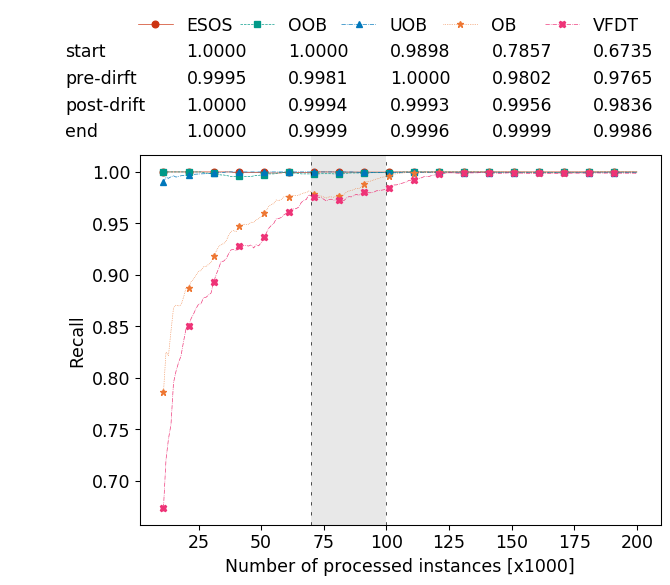 ESOS OOB UOB OB VFDT
start 1.0000 1.0000 0.9898 0.7857 0.6735
pre-dirft 0.9995 0.9981 1.0000 0.9802 0.9765
post-drift 1.0000 0.9994 0.9993 0.9956 0.9836
end 1.0000 0.9999 0.9996 0.9999 0.9986
1.00
0.95
0.90
0.85
0.80
0.75
0.70
Recall
25 50 75 100 125 150 175 200
Number of processed instances [x1000]